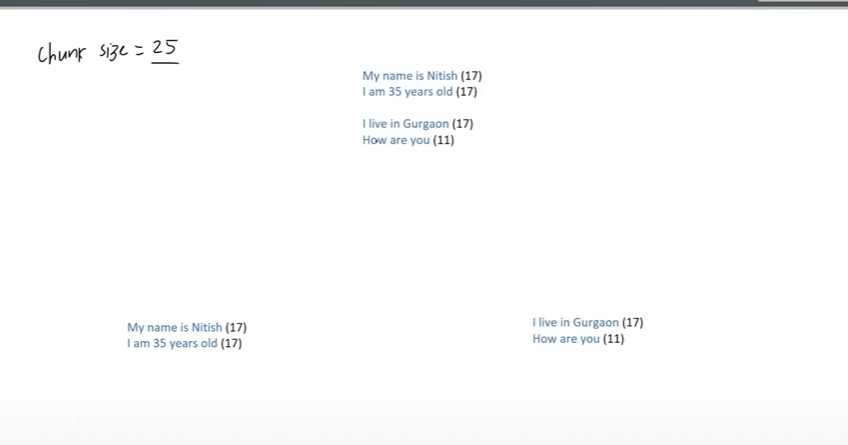 Chunk size = 25
My name is Nitish (17)
I am 35 years old (17)
I live in Gurgaon (17)
How are you (11)
My name is Nitish (17)
I am 35 years old (17)
I live in Gurgaon (17)
How are you (11)